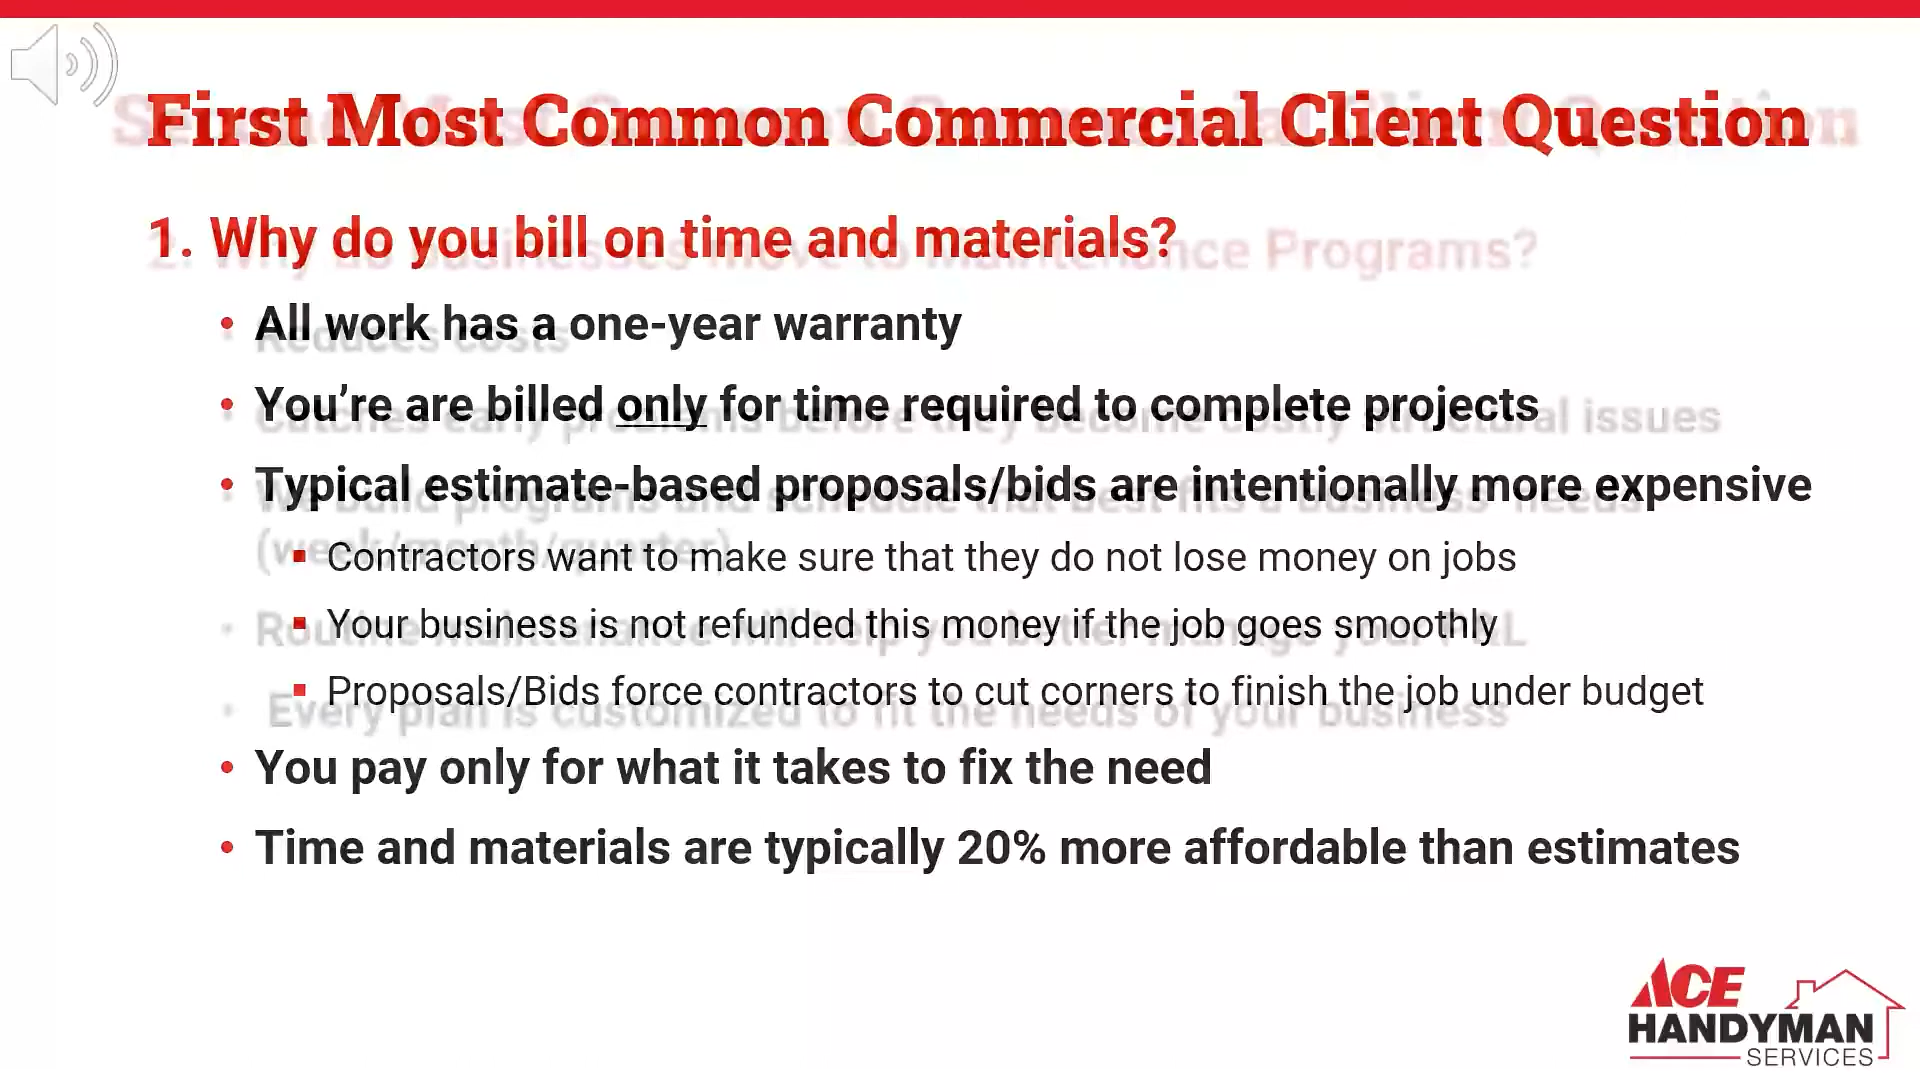 First Most Common Commercial Client Question
1. Why do you bill on time and materials?
• All work has a one-year warranty
• You’re are billed only for time required to complete projects
• Typical estimate-based proposals/bids are intentionally more expensive
▪ Contractors want to make sure that they do not lose money on jobs
▪ Your business is not refunded this money if the job goes smoothly
▪ Proposals/Bids force contractors to cut corners to finish the job under budget
• You pay only for what it takes to fix the need
• Time and materials are typically 20% more affordable than estimates
ACE
HANDYMAN
SERVICES